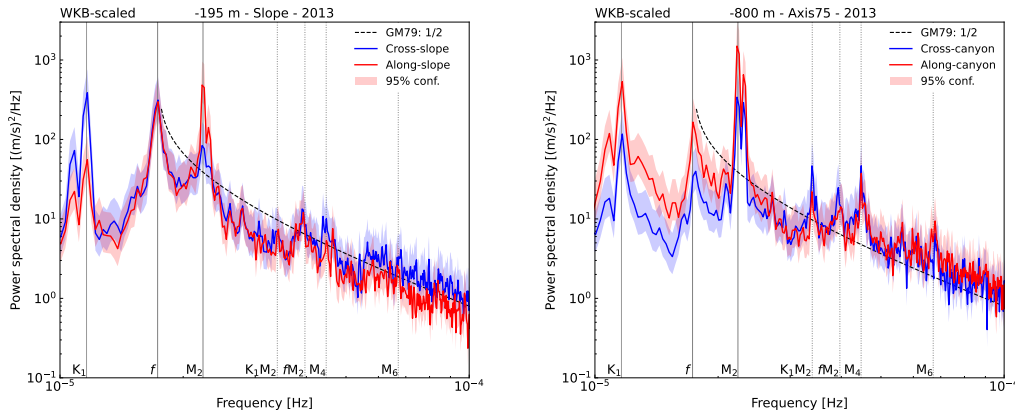 WKB-scaled -195 m - Slope - 2013
GM79: 1/2
Cross-slope
Along-slope
95% conf.
Power spectral density [(m/s)²/Hz]
10³
10²
10¹
10⁰
10⁻¹
K₁ f M₂ K₁M₂ fM₂ M₄ M₆
10⁻⁵ 10⁻⁴
Frequency [Hz]
WKB-scaled -800 m - Axis75 - 2013
GM79: 1/2
Cross-canyon
Along-canyon
95% conf.
Power spectral density [(m/s)²/Hz]
10³
10²
10¹
10⁰
10⁻¹
K₁ f M₂ K₁M₂ fM₂ M₄ M₆
10⁻⁵ 10⁻⁴
Frequency [Hz]